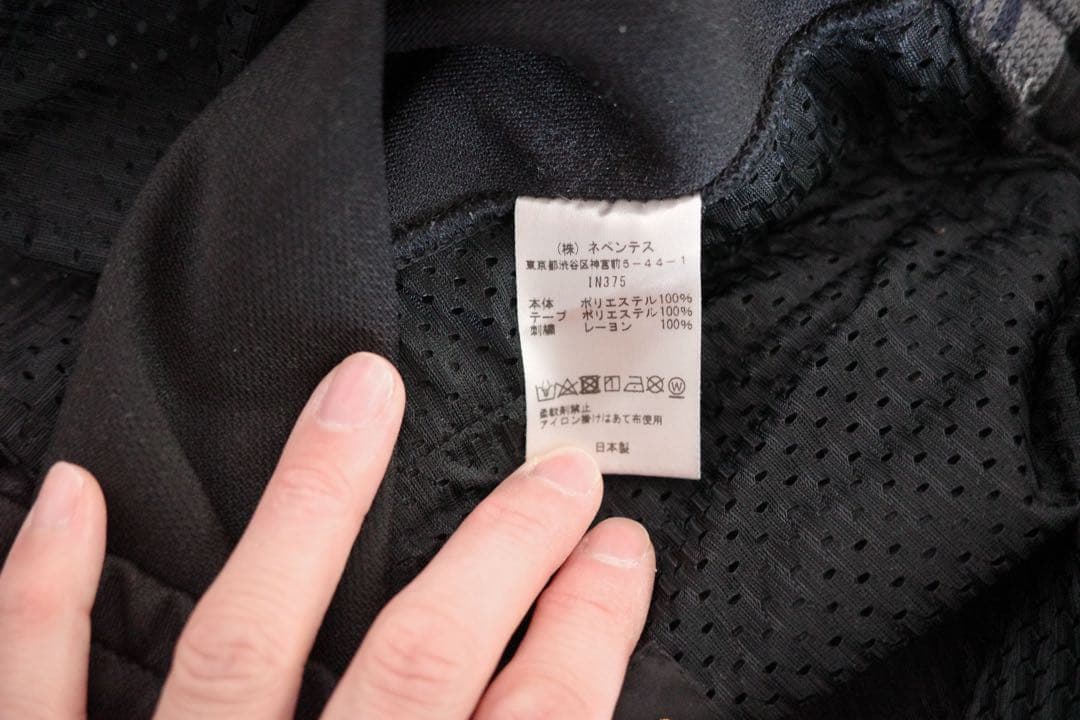 (株) ネペンテス
東京都渋谷区神宮前5-44-1
IN375
本体 ポリエステル100%
テープ ポリエステル100%
刺繍 レーヨン 100%
柔軟剤禁止
アイロン掛けはあて布使用
日本製